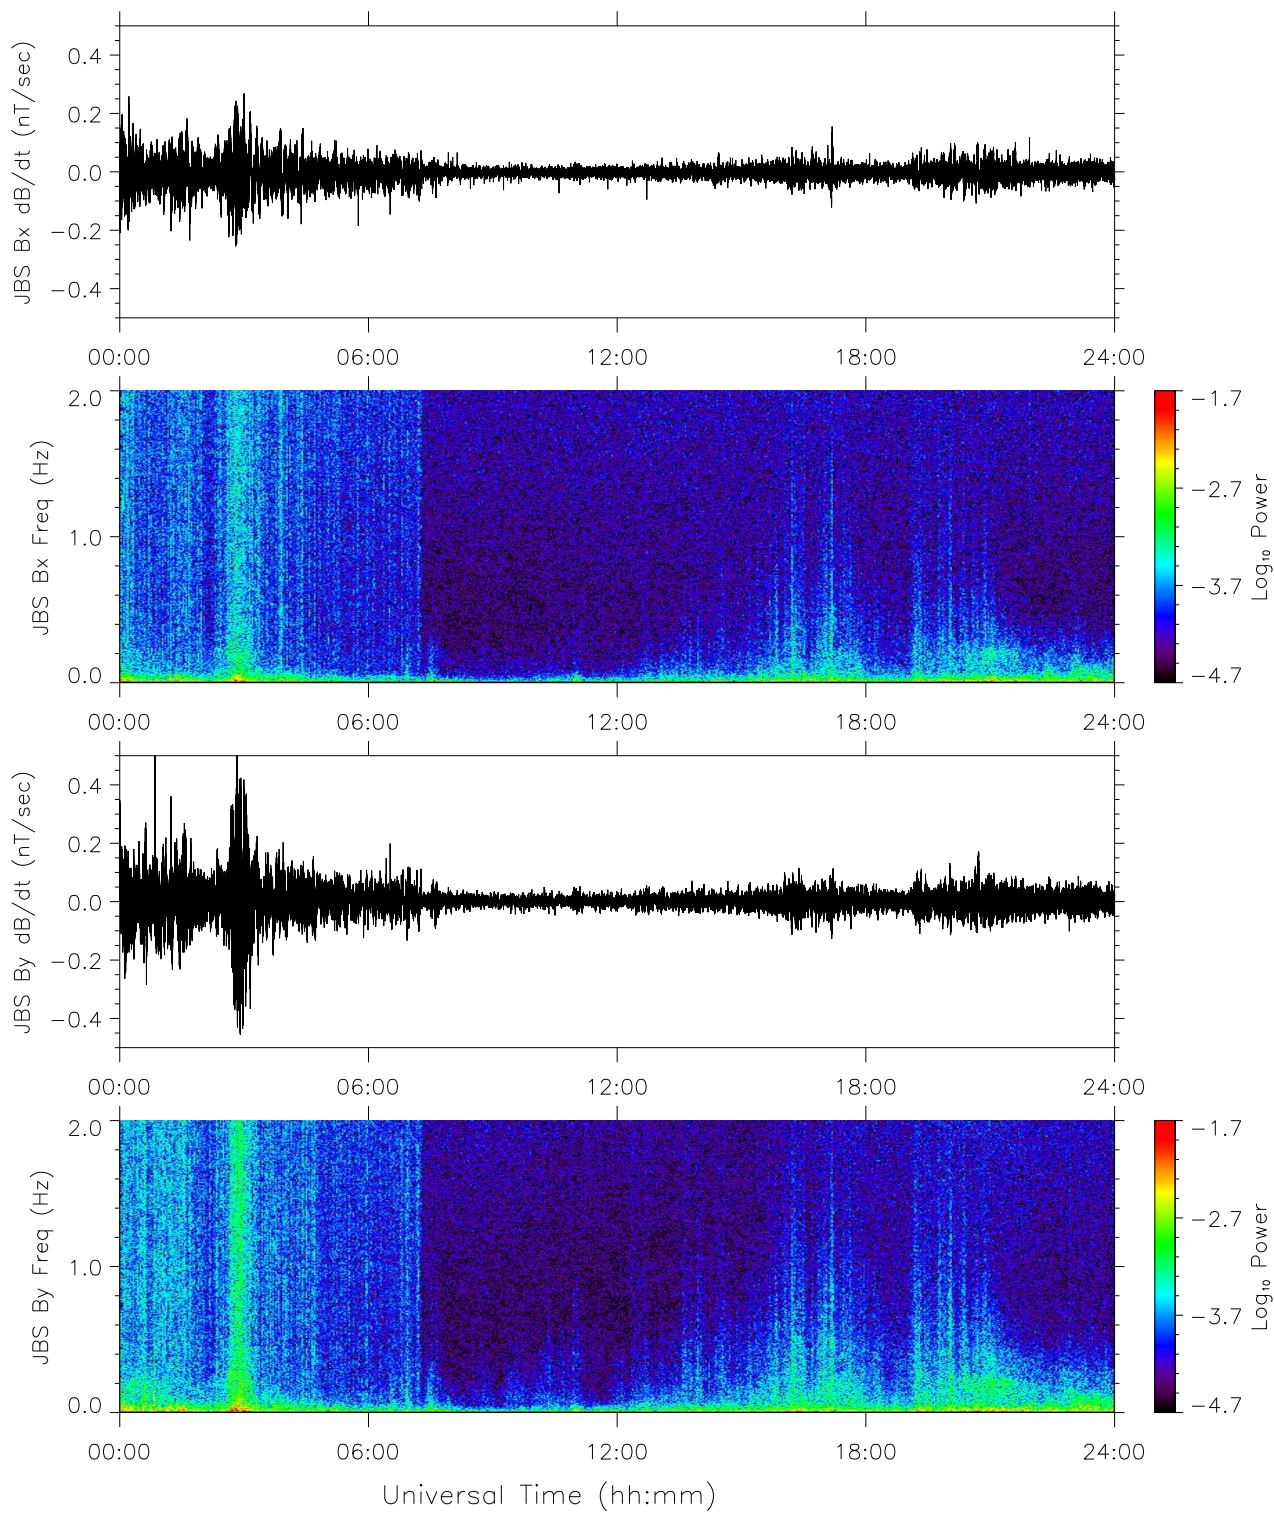 JBS Bx dB/dt (nT/sec)
0.4
0.2
0.0
−0.2
−0.4
00:00 06:00 12:00 18:00 24:00
JBS Bx Freq (Hz)
2.0
1.0
0.0
−1.7
−2.7
−3.7
−4.7
Log₁₀ Power
00:00 06:00 12:00 18:00 24:00
JBS By dB/dt (nT/sec)
0.4
0.2
0.0
−0.2
−0.4
00:00 06:00 12:00 18:00 24:00
JBS By Freq (Hz)
2.0
1.0
0.0
−1.7
−2.7
−3.7
−4.7
Log₁₀ Power
00:00 06:00 12:00 18:00 24:00
Universal Time (hh:mm)